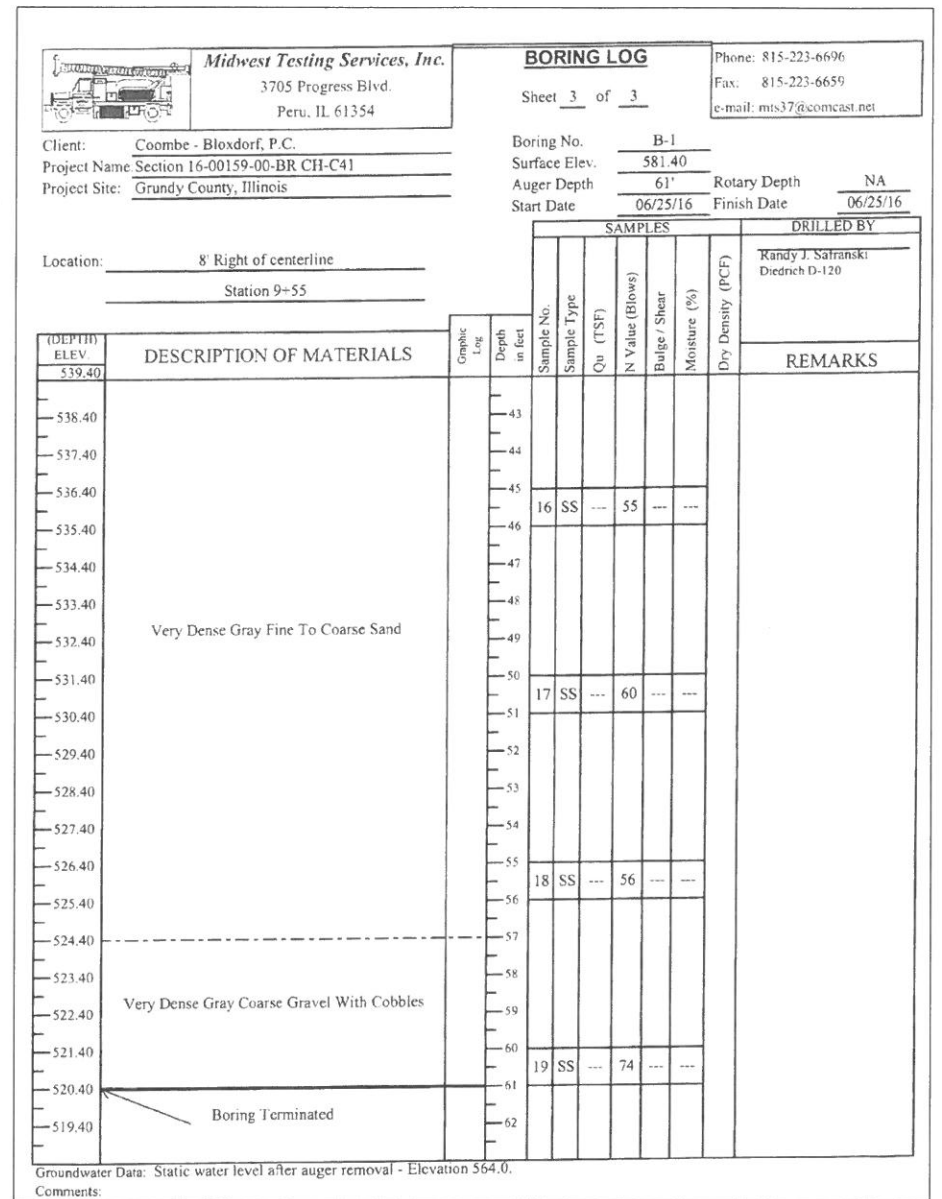 Midwest Testing Services, Inc.
3705 Progress Blvd.
Peru, IL 61354
BORING LOG
Sheet 3 of 3
Phone: 815-223-6696
Fax: 815-223-6659
e-mail: mts37@comcast.net
Client: Coombe - Bloxdorf, P.C.
Project Name Section 16-00159-00-BR CH-C41
Project Site: Grundy County, Illinois
Boring No. B-1
Surface Elev. 581.40
Auger Depth 61' Rotary Depth NA
Start Date 06/25/16 Finish Date 06/25/16
Location: 8' Right of centerline
Station 9+55
SAMPLES
DRILLED BY
Randy J. Safranski
Diedrich D-120
(DEPTH)
ELEV.
539.40
DESCRIPTION OF MATERIALS
Graphic
Log
Depth
in feet
Sample No.
Sample Type
Qu (TSF)
N Value (Blows)
Bulge / Shear
Moisture (%)
Dry Density (PCF)
REMARKS
538.40 43
537.40 44
536.40 45
16 SS --- 55 --- ---
535.40 46
534.40 47
533.40 48
Very Dense Gray Fine To Coarse Sand
532.40 49
531.40 50
17 SS --- 60 --- ---
530.40 51
529.40 52
528.40 53
527.40 54
526.40 55
18 SS --- 56 --- ---
525.40 56
524.40 57
523.40 58
Very Dense Gray Coarse Gravel With Cobbles
522.40 59
521.40 60
19 SS --- 74 --- ---
520.40 61
Boring Terminated
519.40 62
Groundwater Data: Static water level after auger removal - Elevation 564.0.
Comments: